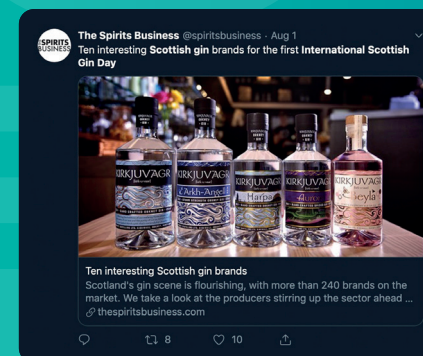 THE SPIRITS BUSINESS
The Spirits Business @spiritsbusiness · Aug 1
Ten interesting Scottish gin brands for the first International Scottish
Gin Day
KIRKJUVAGR
KIRKJUVAGR
Arkh-Angell
KIRKJUVAGR
Harpa
KIRKJUVAGR
Aurora
KIRKJUVAGR
Beyla
Ten interesting Scottish gin brands
Scotland's gin scene is flourishing, with more than 240 brands on the
market. We take a look at the producers stirring up the sector ahead ...
thespiritsbusiness.com
8
10